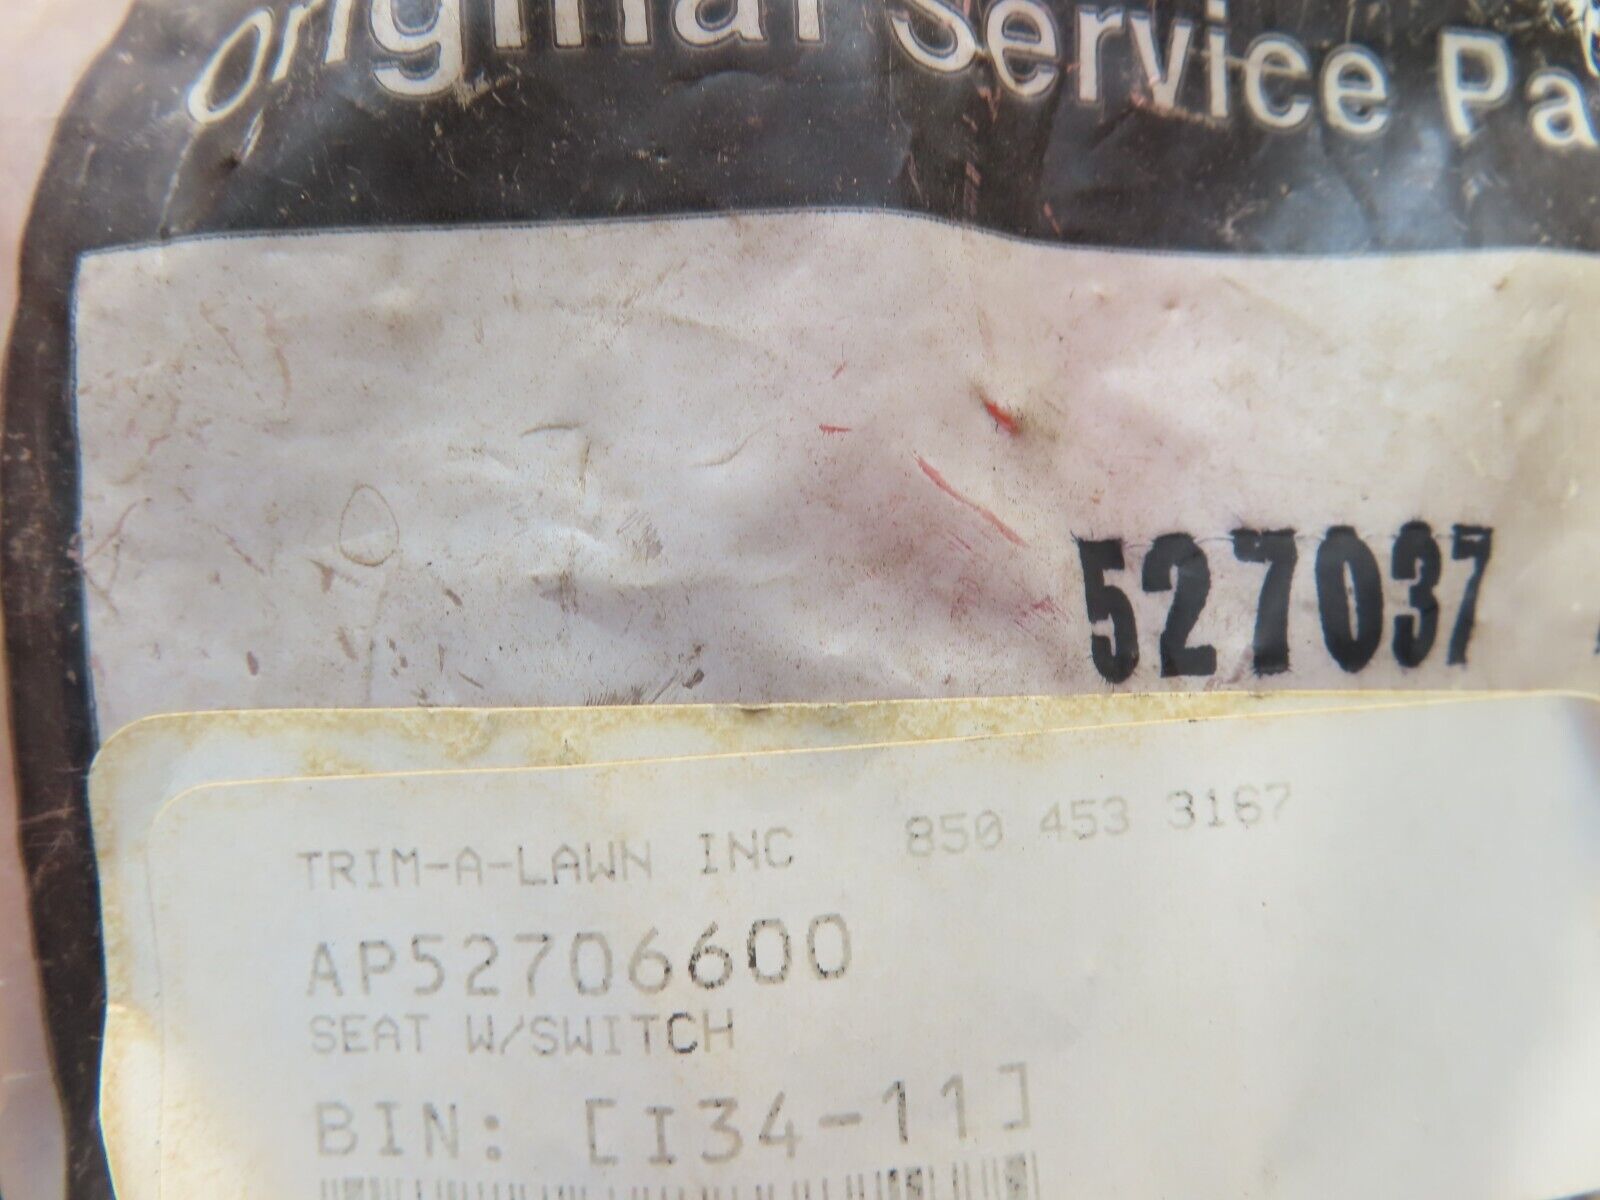 Original Service Pa
527037
TRIM-A-LAWN INC 850 453 3167
AP52706600
SEAT W/SWITCH
BIN: [I34-11]